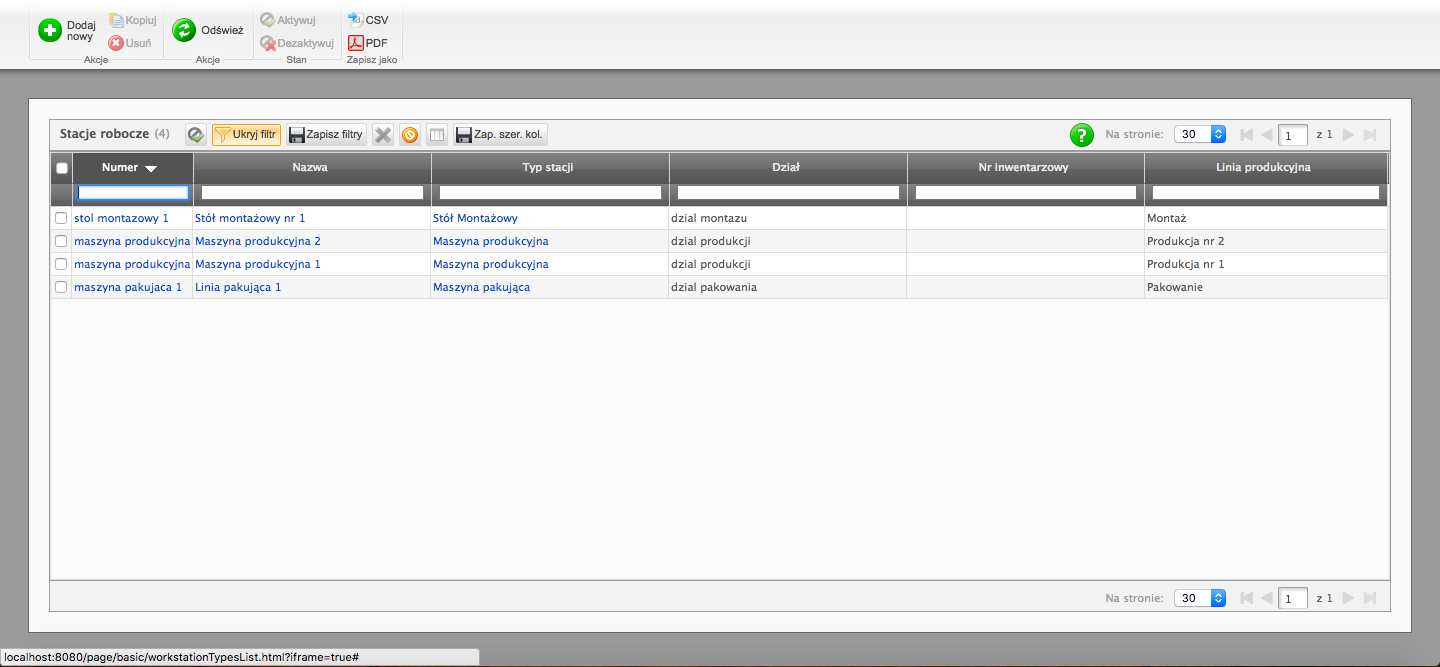 Dodaj nowy Kopiuj Usuń Akcje
Odśwież Akcje
Aktywuj Dezaktywuj Stan
CSV PDF Zapisz jako
Stacje robocze (4) Ukryj filtr Zapisz filtry Zap. szer. kol. ? Na stronie: 30 1 z 1
Numer Nazwa Typ stacji Dział Nr inwentarzowy Linia produkcyjna
stol montazowy 1 Stół montażowy nr 1 Stół Montażowy dzial montazu Montaż
maszyna produkcyjna Maszyna produkcyjna 2 Maszyna produkcyjna dzial produkcji Produkcja nr 2
maszyna produkcyjna Maszyna produkcyjna 1 Maszyna produkcyjna dzial produkcji Produkcja nr 1
maszyna pakujaca 1 Linia pakująca 1 Maszyna pakująca dzial pakowania Pakowanie
Na stronie: 30 1 z 1
localhost:8080/page/basic/workstationTypesList.html?iframe=true#